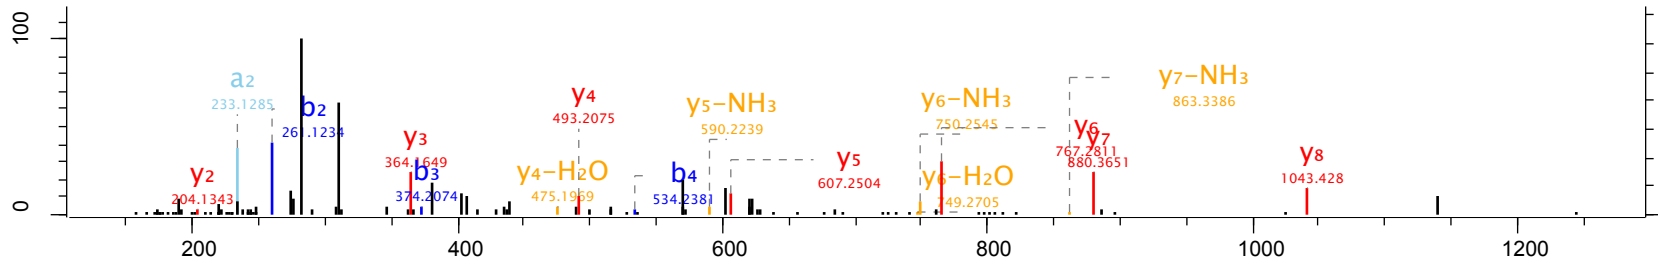 100
0
y2
204.1343
a2
233.1285
b2
261.1234
y3
364.1649
b3
374.2074
y4
493.2075
y4-H2O
475.1969
b4
534.2381
y5-NH3
590.2239
y5
607.2504
y6-NH3
750.2545
y6-H2O
749.2705
y6
767.2811
y7
880.3651
y7-NH3
863.3386
y8
1043.428
200
400
600
800
1000
1200